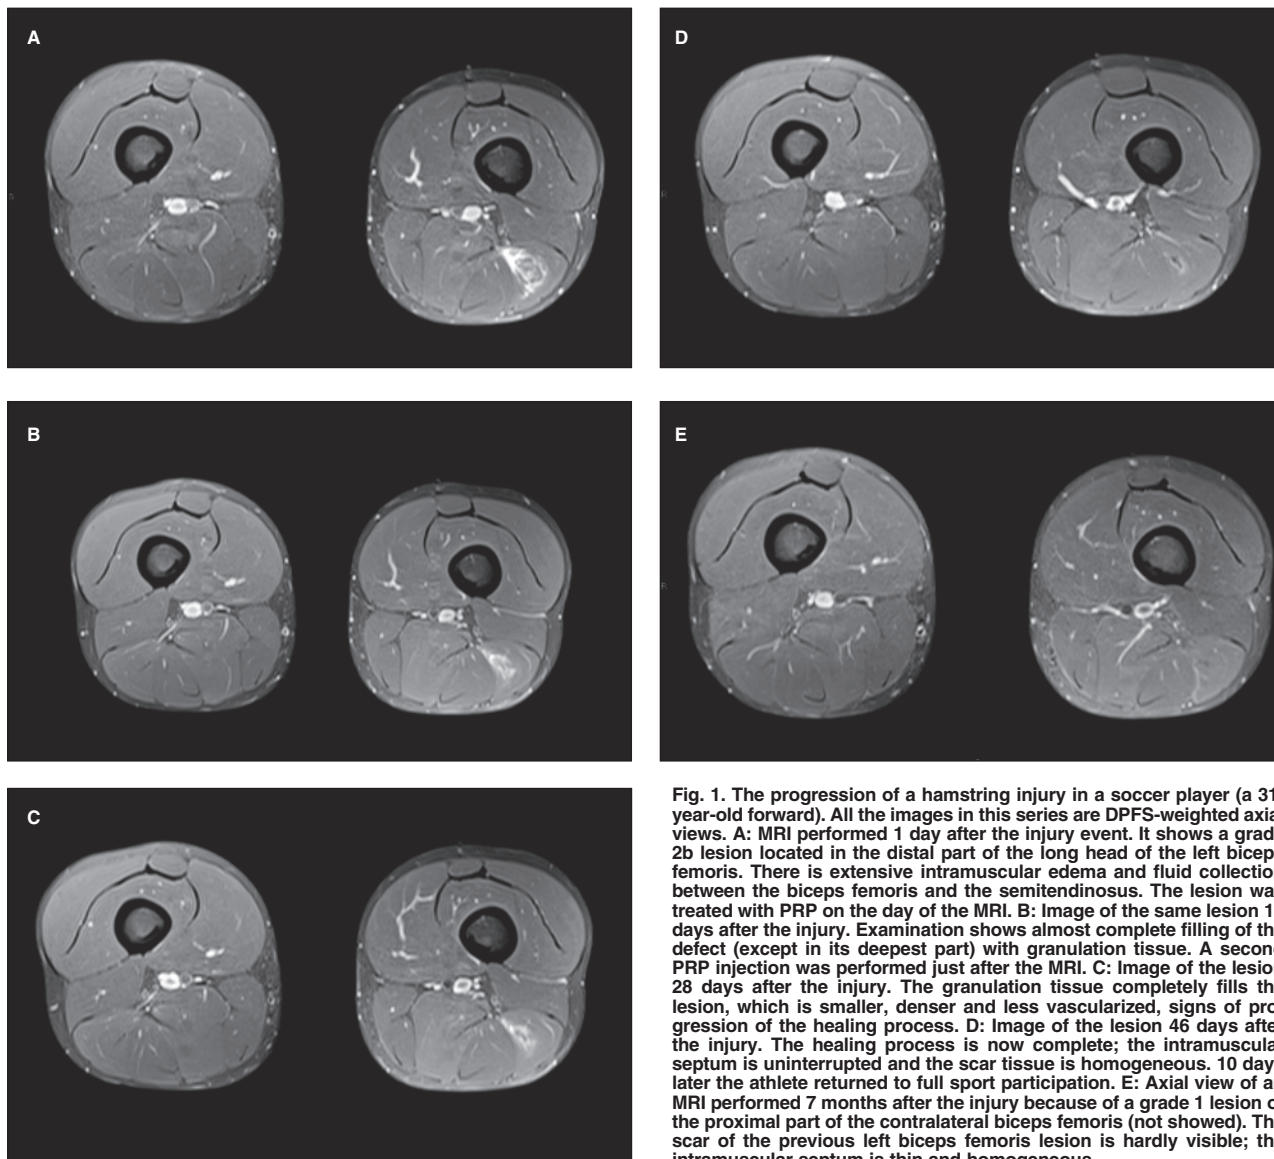 A
D
B
E
C
R
R
Fig. 1. The progression of a hamstring injury in a soccer player (a 31
year-old forward). All the images in this series are DPFS-weighted axia
views. A: MRI performed 1 day after the injury event. It shows a grad
2b lesion located in the distal part of the long head of the left bicep
femoris. There is extensive intramuscular edema and fluid collectio
between the biceps femoris and the semitendinosus. The lesion wa
treated with PRP on the day of the MRI. B: Image of the same lesion 1
days after the injury. Examination shows almost complete filling of th
defect (except in its deepest part) with granulation tissue. A secon
PRP injection was performed just after the MRI. C: Image of the lesio
28 days after the injury. The granulation tissue completely fills th
lesion, which is smaller, denser and less vascularized, signs of pro
gression of the healing process. D: Image of the lesion 46 days afte
the injury. The healing process is now complete; the intramuscula
septum is uninterrupted and the scar tissue is homogeneous. 10 day
later the athlete returned to full sport participation. E: Axial view of a
MRI performed 7 months after the injury because of a grade 1 lesion o
the proximal part of the contralateral biceps femoris (not showed). Th
scar of the previous left biceps femoris lesion is hardly visible; th
intramuscular septum is thin and homogeneous